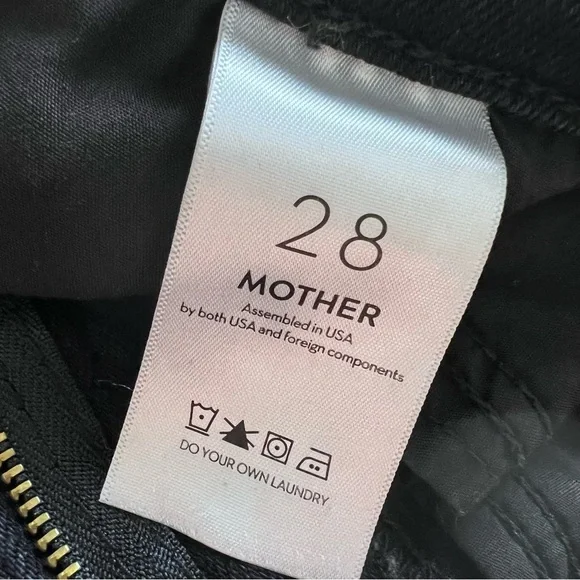 28
MOTHER
Assembled in USA
by both USA and foreign components
DO YOUR OWN LAUNDRY